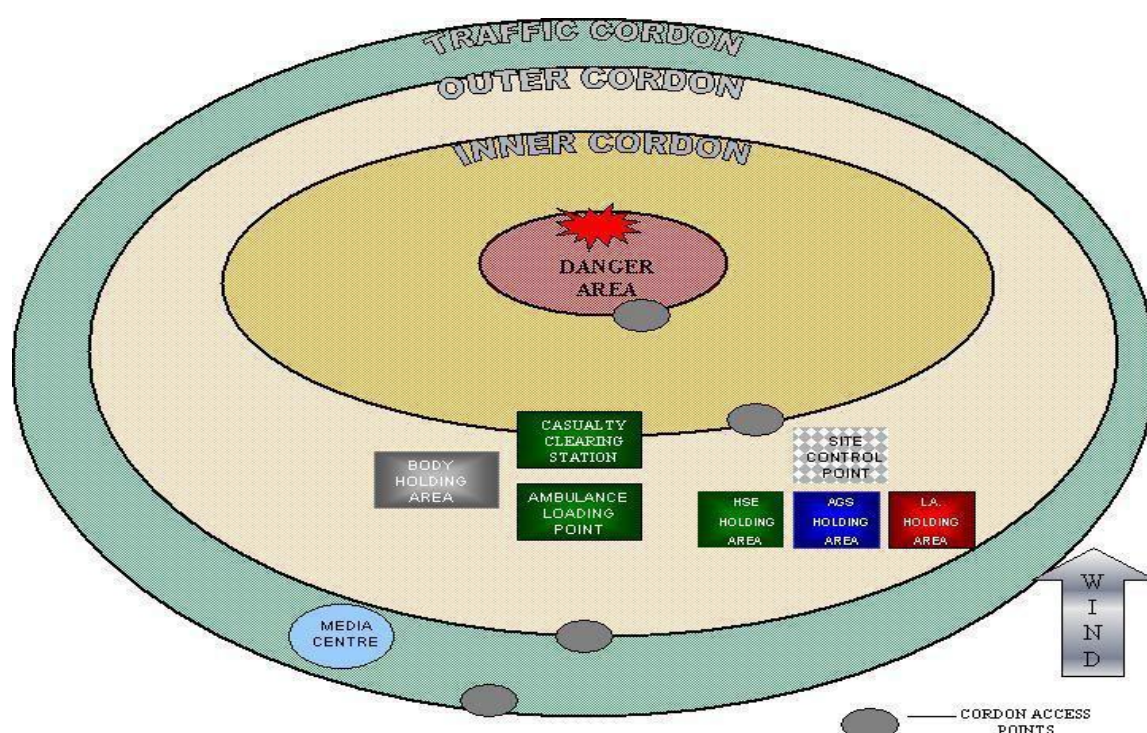 TRAFFIC CORDON
OUTER CORDON
INNER CORDON
DANGER
AREA
CASUALTY
CLEARING
STATION
BODY
HOLDING
AREA
AMBULANCE
LOADING
POINT
SITE
CONTROL
POINT
HSE
HOLDING
AREA
AGS
HOLDING
AREA
L.A.
HOLDING
AREA
MEDIA
CENTRE
W
I
N
D
CORDON ACCESS
POINTS